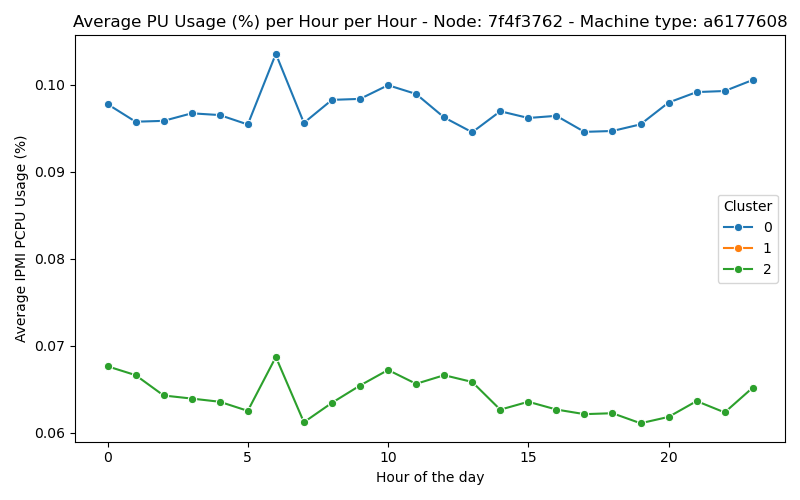 Average PU Usage (%) per Hour per Hour - Node: 7f4f3762 - Machine type: a6177608
0.10
0.09
0.08
0.07
0.06
Average IPMI PCPU Usage (%)
Cluster
0
1
2
0 5 10 15 20
Hour of the day